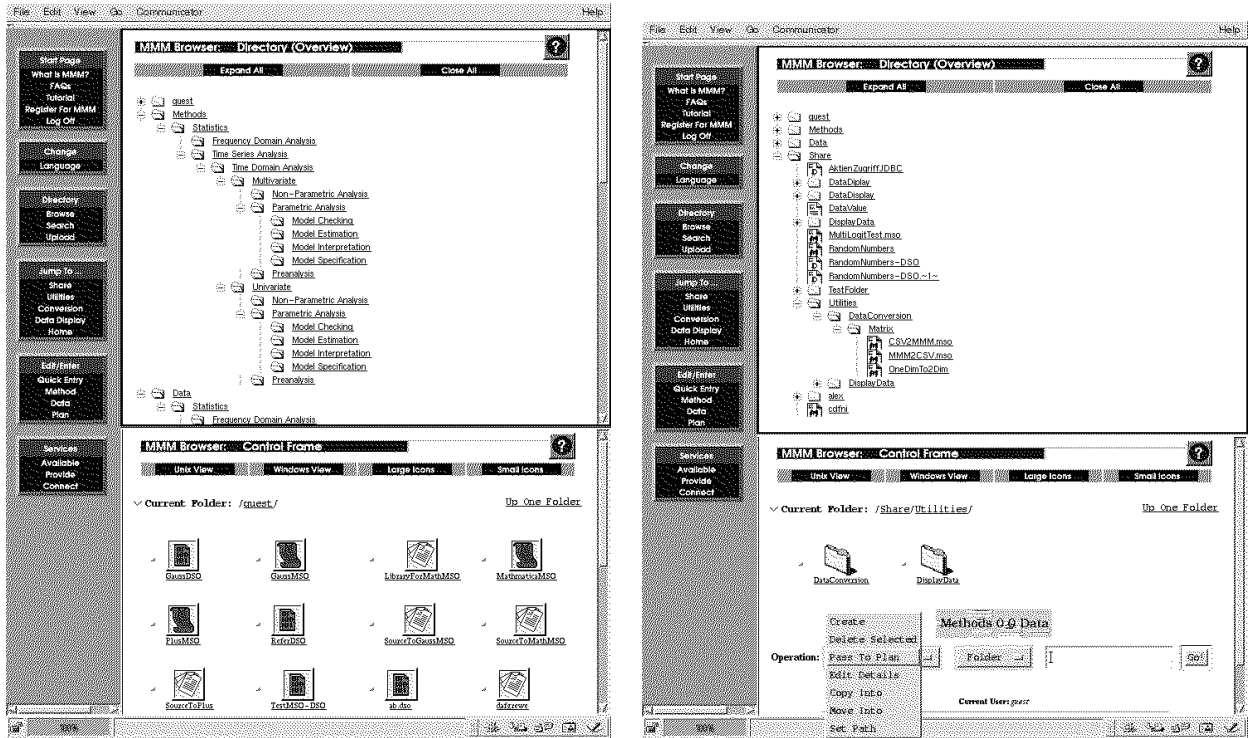 File Edit View Go Communicator Help
MMM Browser: Directory (Overview)
Expand All Close All
Start Page
What Is MMM?
FAQs
Tutorial
Register For MMM
Log Off
Change
Language
Directory
Browse
Search
Upload
Jump To ...
Share
Utilities
Conversion
Data Display
Home
Edit/Enter
Quick Entry
Method
Data
Plan
Services
Available
Provide
Connect
guest
Methods
Statistics
Frequency Domain Analysis
Time Series Analysis
Time Domain Analysis
Multivariate
Non-Parametric Analysis
Parametric Analysis
Model Checking
Model Estimation
Model Interpretation
Model Specification
Preanalysis
Univariate
Non-Parametric Analysis
Parametric Analysis
Model Checking
Model Estimation
Model Interpretation
Model Specification
Preanalysis
Data
Statistics
Frequency Domain Analysis
MMM Browser: Control Frame
Unix View Windows View Large Icons Small Icons
Current Folder: /guest/ Up One Folder
GaussDSO GaussMSO LibraryForMathMSO MathmaticaMSO
PlusMSO ReferDSO SourceToGaussMSO SourceToMathMSO
SourceToPlus TestMSO-DSO ab.dso dafgzewe
100%
File Edit View Go Communicator Help
MMM Browser: Directory (Overview)
Expand All Close All
Start Page
What Is MMM?
FAQs
Tutorial
Register For MMM
Log Off
Change
Language
Directory
Browse
Search
Upload
Jump To ...
Share
Utilities
Conversion
Data Display
Home
Edit/Enter
Quick Entry
Method
Data
Plan
Services
Available
Provide
Connect
guest
Methods
Data
Share
AktienZugriffJDBC
DataDiplay
DataDisplay
DataValue
DisplayData
MultiLogitTest.mso
RandomNumbers
RandomNumbers-DSO
RandomNumbers-DSO.~1~
TestFolder
Utilities
DataConversion
Matrix
CSV2MMM.mso
MMM2CSV.mso
OneDimTo2Dim
DisplayData
alex
cdfni
MMM Browser: Control Frame
Unix View Windows View Large Icons Small Icons
Current Folder: /Share/Utilities/ Up One Folder
DataConversion DisplayData
Methods 0.0 Data
Operation: Pass To Plan Folder Go!
Create
Delete Selected
Edit Details
Copy Into
Move Into
Set Path
Current User: guest
100%